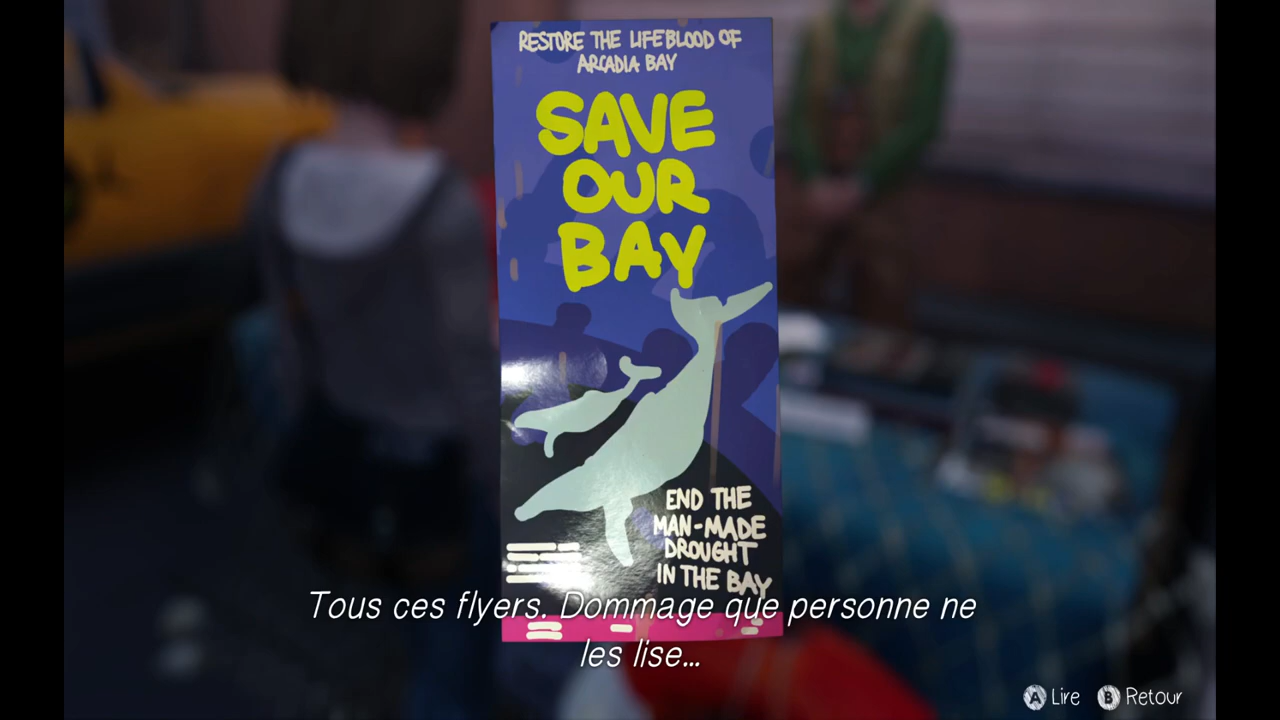 RESTORE THE LIFEBLOOD OF
ARCADIA BAY
SAVE
OUR
BAY
END THE
MAN-MADE
DROUGHT
IN THE BAY
Tous ces flyers. Dommage que personne ne
les lise...
A Lire B Retour